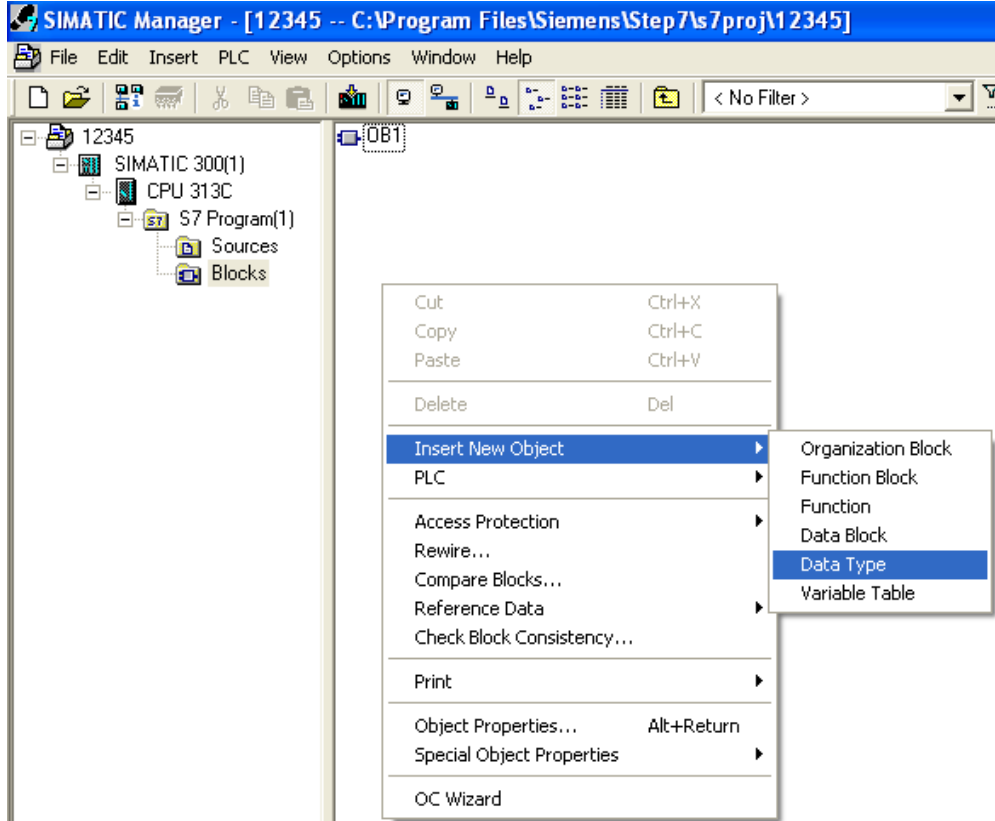 SIMATIC Manager - [12345 -- C:\Program Files\Siemens\Step7\s7proj\12345]
File Edit Insert PLC View Options Window Help
< No Filter >
12345
SIMATIC 300(1)
CPU 313C
S7 Program(1)
Sources
Blocks
OB1
Cut Ctrl+X
Copy Ctrl+C
Paste Ctrl+V
Delete Del
Insert New Object
PLC
Access Protection
Rewire...
Compare Blocks...
Reference Data
Check Block Consistency...
Print
Object Properties... Alt+Return
Special Object Properties
OC Wizard
Organization Block
Function Block
Function
Data Block
Data Type
Variable Table